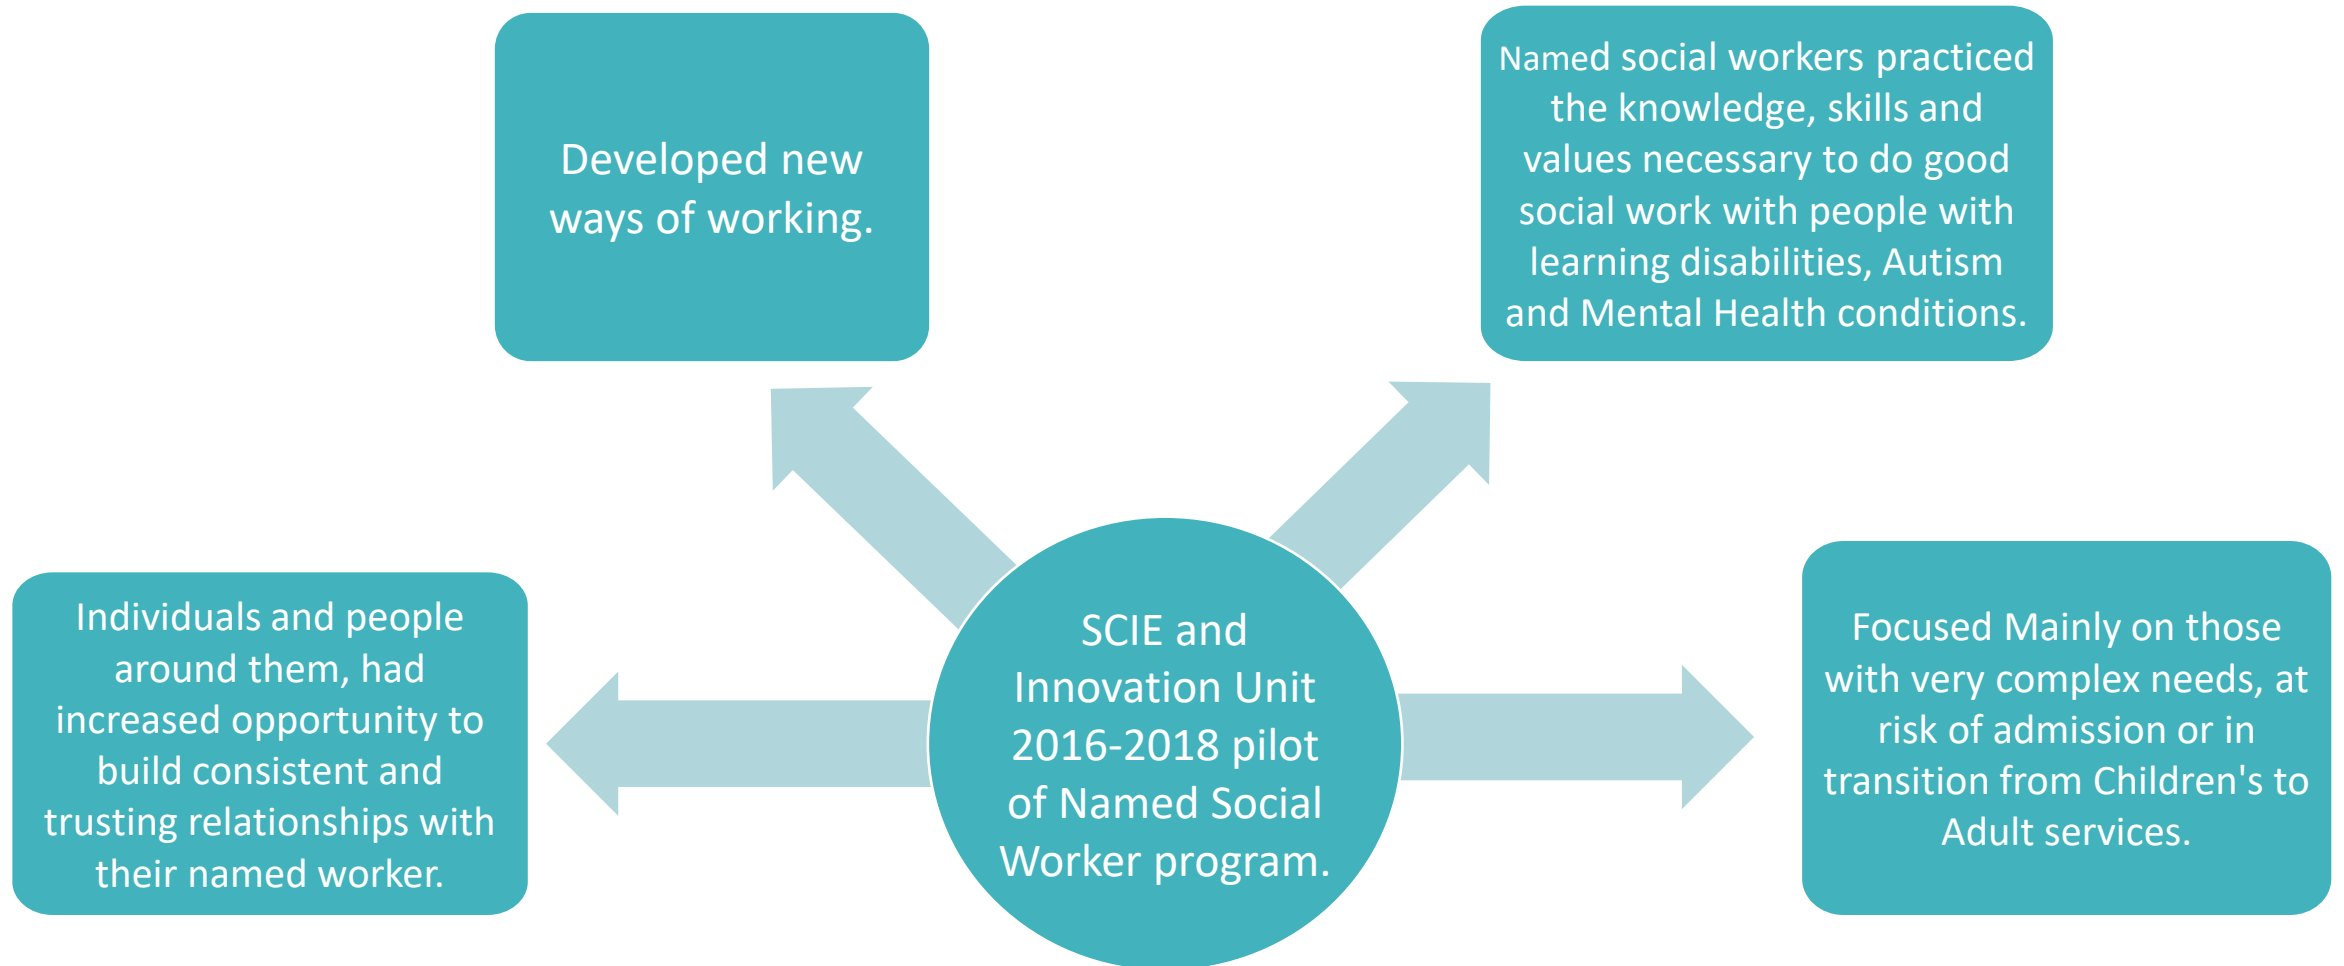 Developed new
ways of working.
Named social workers practiced
the knowledge, skills and
values necessary to do good
social work with people with
learning disabilities, Autism
and Mental Health conditions.
Individuals and people
around them, had
increased opportunity to
build consistent and
trusting relationships with
their named worker.
SCIE and
Innovation Unit
2016-2018 pilot
of Named Social
Worker program.
Focused Mainly on those
with very complex needs, at
risk of admission or in
transition from Children's to
Adult services.